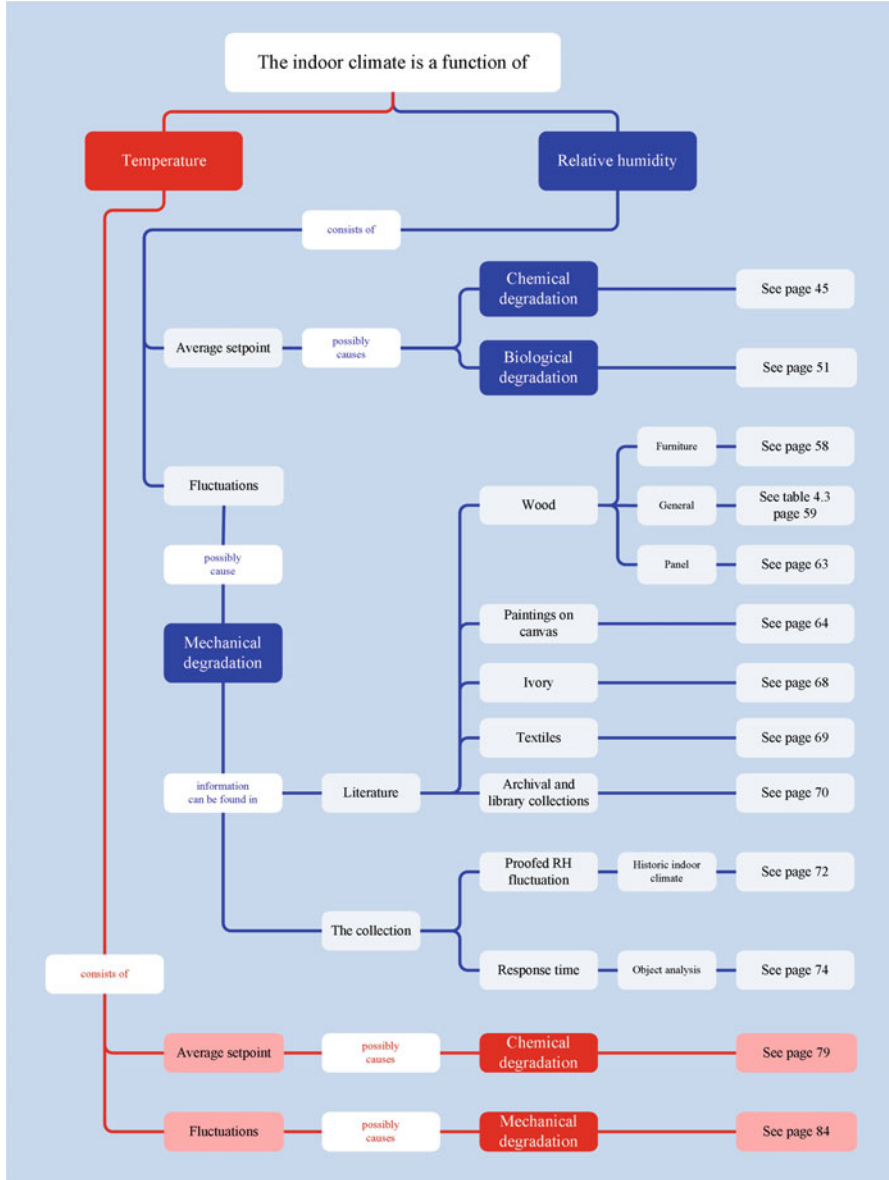 The indoor climate is a function of
Temperature
Relative humidity
consists of
Chemical
degradation
See page 45
Average setpoint
possibly
causes
Biological
degradation
See page 51
Furniture
See page 58
Fluctuations
Wood
General
See table 4.3
page 59
possibly
cause
Panel
See page 63
Mechanical
degradation
Paintings on
canvas
See page 64
Ivory
See page 68
Textiles
See page 69
information
can be found in
Literature
Archival and
library collections
See page 70
Proofed RH
fluctuation
Historic indoor
climate
See page 72
The collection
Response time
Object analysis
See page 74
consists of
Average setpoint
possibly
causes
Chemical
degradation
See page 79
Fluctuations
possibly
causes
Mechanical
degradation
See page 84